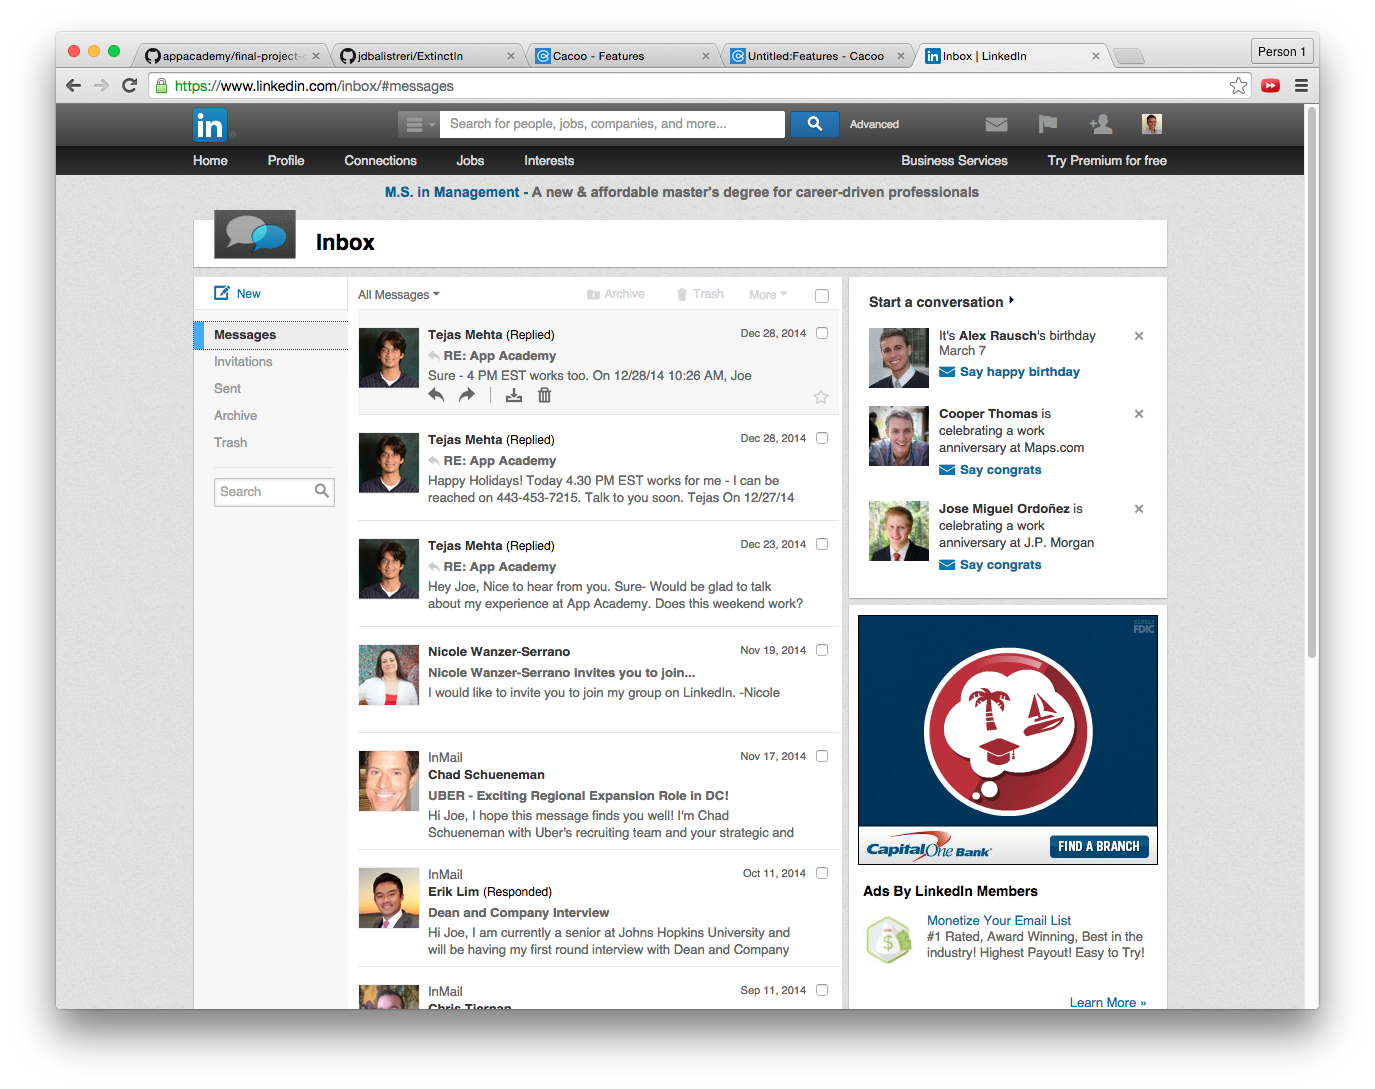 appacademy/final-project-
jdbalistreri/ExtinctIn
Cacoo - Features
Untitled:Features - Cacoo
Inbox | LinkedIn
Person 1
https://www.linkedin.com/inbox/#messages
in
Search for people, jobs, companies, and more...
Advanced
Home
Profile
Connections
Jobs
Interests
Business Services
Try Premium for free
M.S. in Management - A new & affordable master's degree for career-driven professionals
Inbox
New
Messages
Invitations
Sent
Archive
Trash
Search
All Messages
Archive
Trash
More
Tejas Mehta (Replied)
Dec 28, 2014
RE: App Academy
Sure - 4 PM EST works too. On 12/28/14 10:26 AM, Joe
Tejas Mehta (Replied)
Dec 28, 2014
RE: App Academy
Happy Holidays! Today 4.30 PM EST works for me - I can be
reached on 443-453-7215. Talk to you soon. Tejas On 12/27/14
Tejas Mehta (Replied)
Dec 23, 2014
RE: App Academy
Hey Joe, Nice to hear from you. Sure- Would be glad to talk
about my experience at App Academy. Does this weekend work?
Nicole Wanzer-Serrano
Nov 19, 2014
Nicole Wanzer-Serrano invites you to join...
I would like to invite you to join my group on LinkedIn. -Nicole
InMail
Nov 17, 2014
Chad Schueneman
UBER - Exciting Regional Expansion Role in DC!
Hi Joe, I hope this message finds you well! I'm Chad
Schueneman with Uber's recruiting team and your strategic and
InMail
Oct 11, 2014
Erik Lim (Responded)
Dean and Company Interview
Hi Joe, I am currently a senior at Johns Hopkins University and
will be having my first round interview with Dean and Company
InMail
Sep 11, 2014
Chris Tiernan
Start a conversation
It's Alex Rausch's birthday
March 7
Say happy birthday
Cooper Thomas is
celebrating a work
anniversary at Maps.com
Say congrats
Jose Miguel Ordoñez is
celebrating a work
anniversary at J.P. Morgan
Say congrats
MEMBER
FDIC
CapitalOne Bank
FIND A BRANCH
Ads By LinkedIn Members
Monetize Your Email List
#1 Rated, Award Winning, Best in the
industry! Highest Payout! Easy to Try!
Learn More »